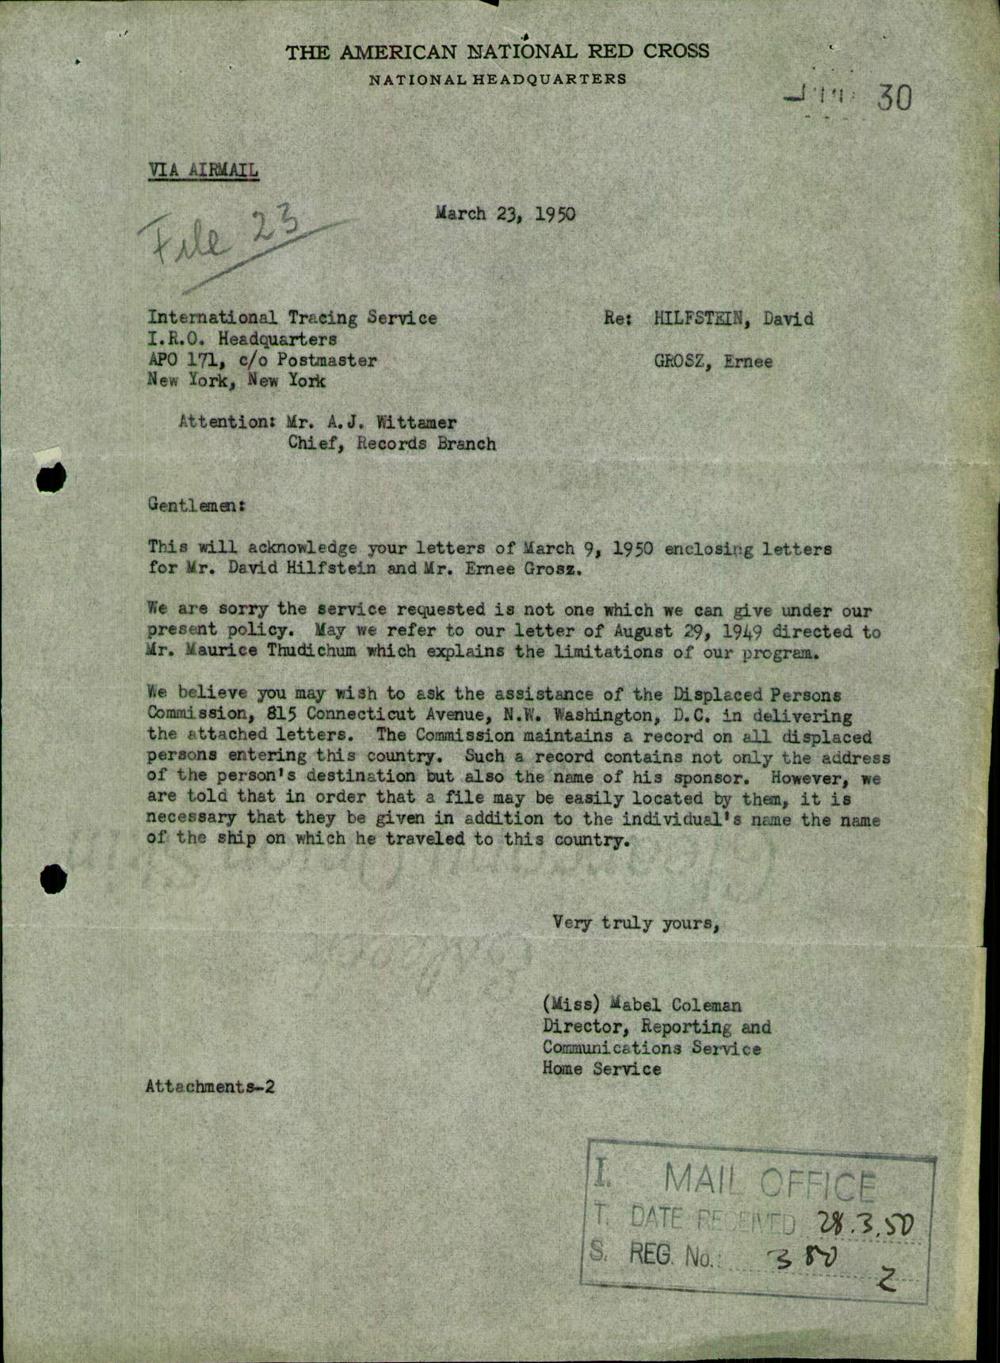 THE AMERICAN NATIONAL RED CROSS
NATIONAL HEADQUARTERS
30
VIA AIRMAIL
March 23, 1950
File 23
International Tracing Service
I.R.O. Headquarters
APO 171, c/o Postmaster
New York, New York
Re: HILFSTEIN, David
GROSZ, Ernee
Attention: Mr. A.J. Wittamer
Chief, Records Branch
Gentlemen:
This will acknowledge your letters of March 9, 1950 enclosing letters
for Mr. David Hilfstein and Mr. Ernee Grosz.
We are sorry the service requested is not one which we can give under our
present policy. May we refer to our letter of August 29, 1949 directed to
Mr. Maurice Thudichum which explains the limitations of our program.
We believe you may wish to ask the assistance of the Displaced Persons
Commission, 815 Connecticut Avenue, N.W. Washington, D.C. in delivering
the attached letters. The Commission maintains a record on all displaced
persons entering this country. Such a record contains not only the address
of the person's destination but also the name of his sponsor. However, we
are told that in order that a file may be easily located by them, it is
necessary that they be given in addition to the individual's name the name
of the ship on which he traveled to this country.
Very truly yours,
(Miss) Mabel Coleman
Director, Reporting and
Communications Service
Home Service
Attachments-2
I. MAIL OFFICE
T. DATE RECEIVED 28.3.50
S. REG. No.: 380
2